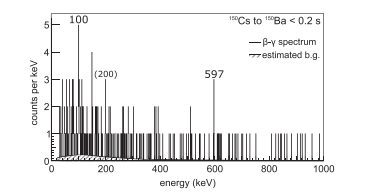 ¹⁵⁰Cs to ¹⁵⁰Ba < 0.2 s
β-γ spectrum
estimated b.g.
100
(200)
597
counts per keV
5
4
3
2
1
0
0 200 400 600 800 1000
energy (keV)